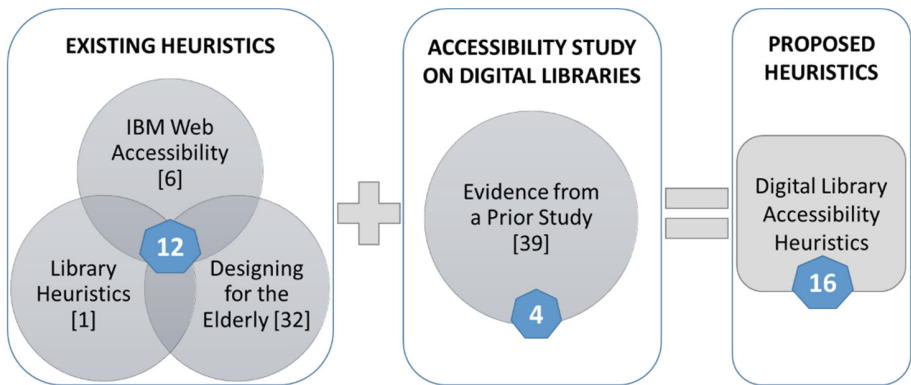 EXISTING HEURISTICS
IBM Web
Accessibility
[6]
12
Library
Heuristics
[1]
Designing
for the
Elderly [32]
ACCESSIBILITY STUDY
ON DIGITAL LIBRARIES
Evidence from
a Prior Study
[39]
4
PROPOSED
HEURISTICS
Digital Library
Accessibility
Heuristics
16